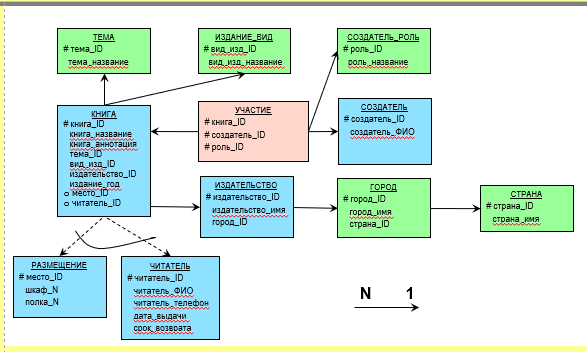 ТЕМА
# тема_ID
тема_название
ИЗДАНИЕ_ВИД
# вид_изд_ID
вид_изд_название
СОЗДАТЕЛЬ_РОЛЬ
# роль_ID
роль_название
КНИГА
# книга_ID
книга_название
книга_аннотация
тема_ID
вид_изд_ID
издательство_ID
издание_год
o место_ID
o читатель_ID
УЧАСТИЕ
# книга_ID
# создатель_ID
# роль_ID
СОЗДАТЕЛЬ
# создатель_ID
создатель_ФИО
ИЗДАТЕЛЬСТВО
# издательство_ID
издательство_имя
город_ID
ГОРОД
# город_ID
город_имя
страна_ID
СТРАНА
# страна_ID
страна_имя
РАЗМЕЩЕНИЕ
# место_ID
шкаф_N
полка_N
ЧИТАТЕЛЬ
# читатель_ID
читатель_ФИО
читатель_телефон
дата_выдачи
срок_возврата
N 1